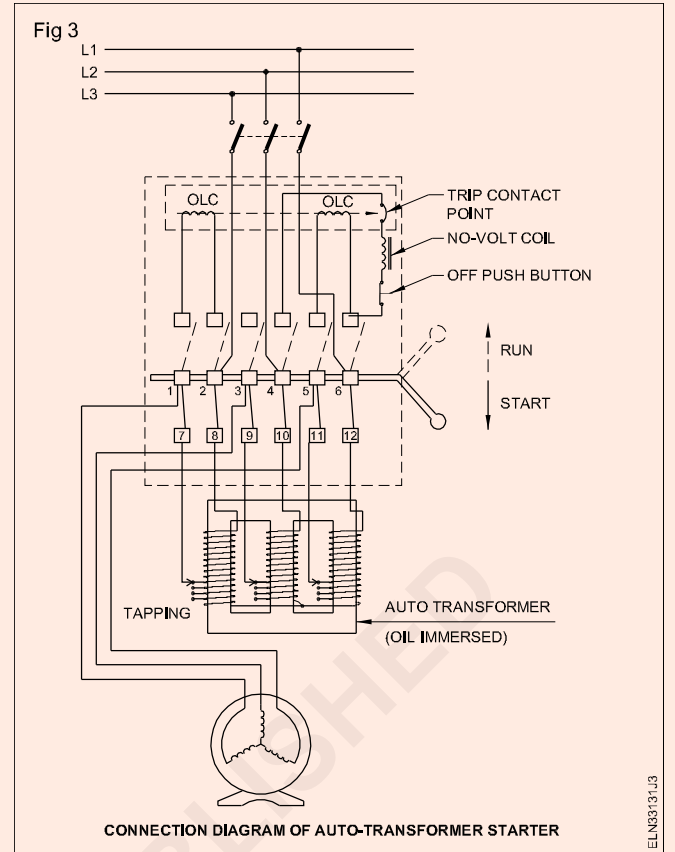 Fig 3
L1
L2
L3
OLC
OLC
TRIP CONTACT
POINT
NO-VOLT COIL
OFF PUSH BUTTON
RUN
START
1 2 3 4 5 6
7 8 9 10 11 12
TAPPING
AUTO TRANSFORMER
(OIL IMMERSED)
BLISHED
CONNECTION DIAGRAM OF AUTO-TRANSFORMER STARTER
ELN33131J3